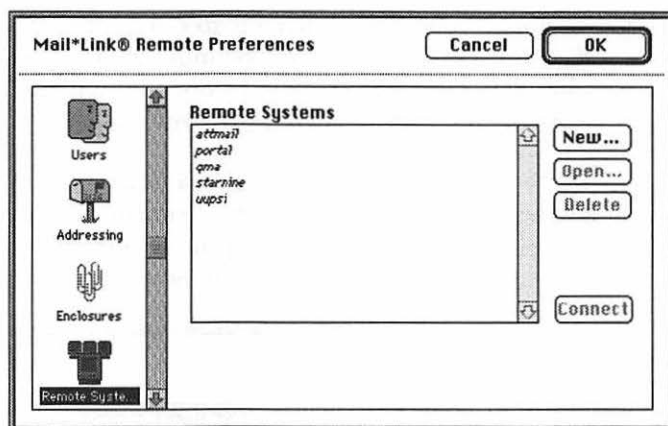 Mail*Link® Remote Preferences
Cancel
OK
Users
Addressing
Enclosures
Remote Syste...
Remote Systems
attmail
portal
qma
starnine
uupsi
New...
Open...
Delete
Connect